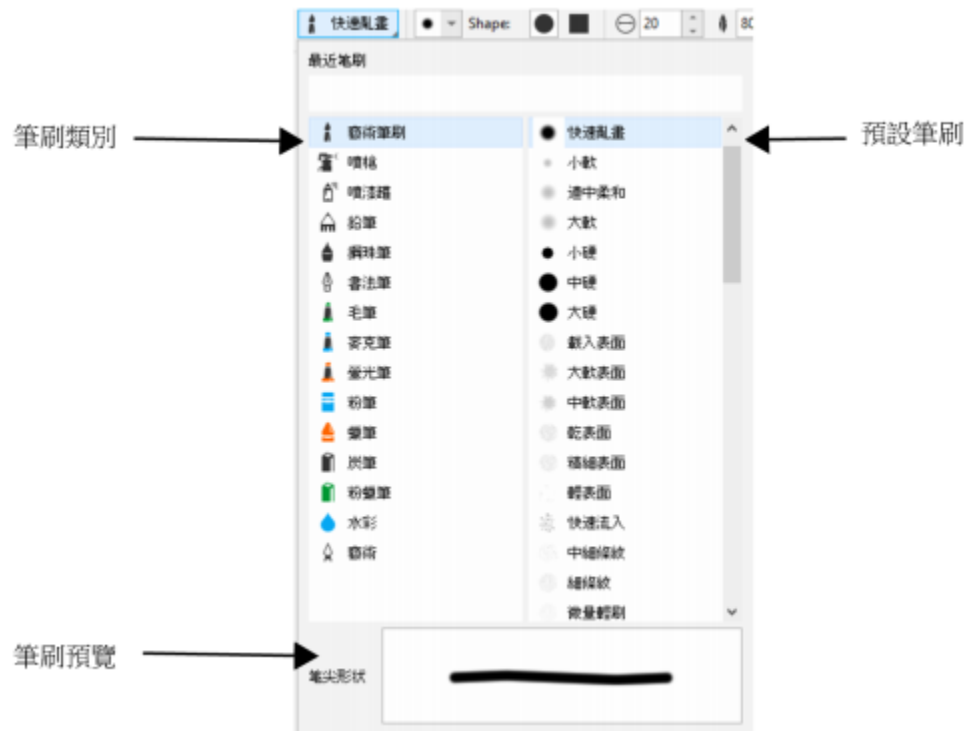 快速亂畫 Shape: 20 80
最近笔刷
筆刷類別
預設筆刷
藝術筆刷 快速亂畫
噴槍 小軟
噴漆罐 適中柔和
鉛筆 大軟
鋼珠筆 小硬
書法筆 中硬
毛筆 大硬
麥克筆 載入表面
螢光筆 大軟表面
粉筆 中軟表面
蠟筆 乾表面
炭筆 積細表面
粉蠟筆 輕表面
水彩 快速流入
藝術 中細條紋
細條紋
微量輕刷
筆刷預覽
笔尖形状